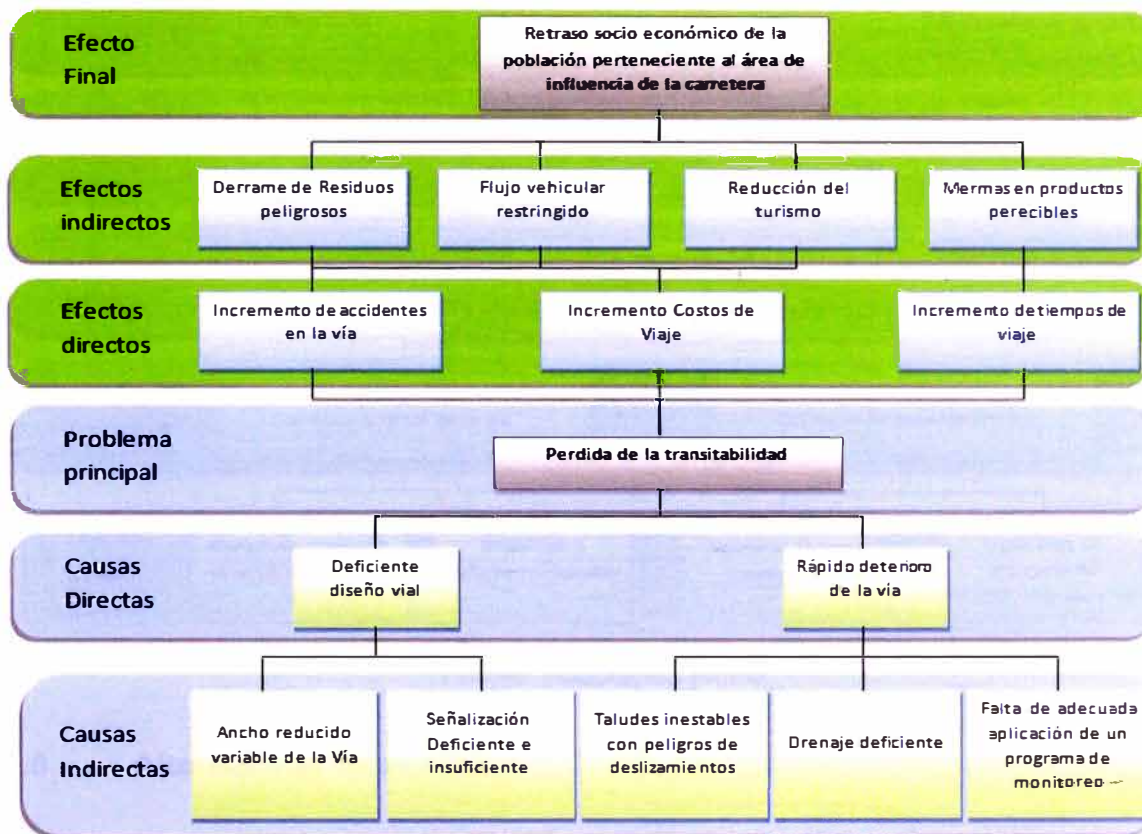 Efecto
Final
Retraso socio económico de la
población perteneciente al área de
influencia de la carretera
Efectos
indirectos
Derrame de Residuos
peligrosos
Flujo vehicular
restringido
Reducción del
turismo
Mermas en productos
perecibles
Efectos
directos
Incremento de accidentes
en la vía
Incremento Costos de
Viaje
Incremento de tiempos de
viaje
Problema
principal
Perdida de la transitabilidad
Causas
Directas
Deficiente
diseño vial
Rápido deterioro
de la vía
Causas
Indirectas
Ancho reducido
variable de la Vía
Señalización
Deficiente e
insuficiente
Taludes inestables
con peligros de
deslizamientos
Drenaje deficiente
Falta de adecuada
aplicación de un
programa de
monitoreo